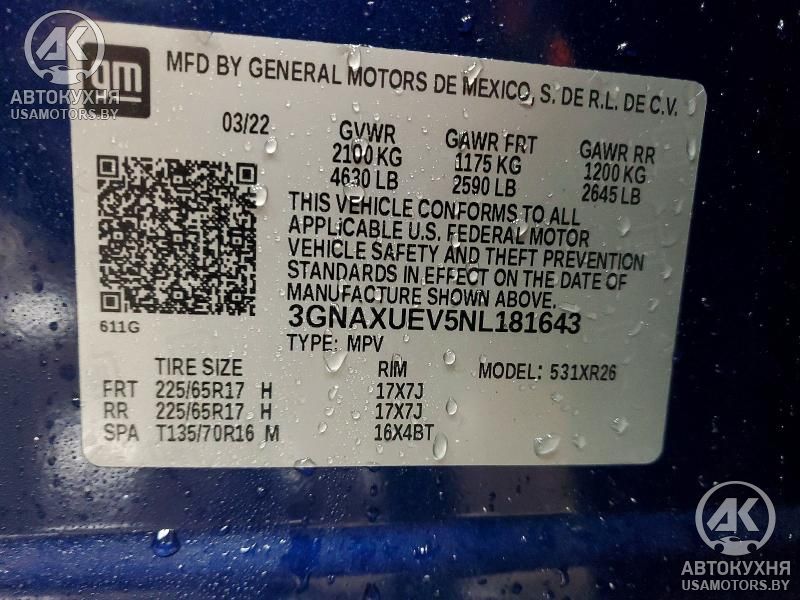 AK
АВТОКУХНЯ
USAMOTORS.BY
gm
MFD BY GENERAL MOTORS DE MEXICO, S. DE R.L. DE C.V.
03/22 GVWR GAWR FRT GAWR RR
2100 KG 1175 KG 1200 KG
4630 LB 2590 LB 2645 LB
THIS VEHICLE CONFORMS TO ALL
APPLICABLE U.S. FEDERAL MOTOR
VEHICLE SAFETY AND THEFT PREVENTION
STANDARDS IN EFFECT ON THE DATE OF
MANUFACTURE SHOWN ABOVE.
611G 3GNAXUEV5NL181643
TYPE: MPV
TIRE SIZE RIM MODEL: 531XR26
FRT 225/65R17 H 17X7J
RR 225/65R17 H 17X7J
SPA T135/70R16 M 16X4BT
AK
АВТОКУХНЯ
USAMOTORS.BY